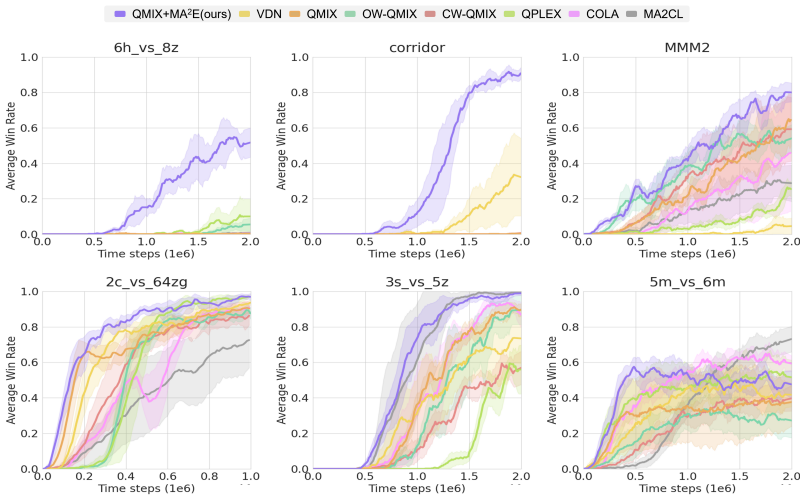 QMIX+MA²E(ours) VDN QMIX OW-QMIX CW-QMIX QPLEX COLA MA2CL
6h_vs_8z corridor MMM2
Average Win Rate Average Win Rate Average Win Rate
1.0 1.0 1.0
0.8 0.8 0.8
0.6 0.6 0.6
0.4 0.4 0.4
0.2 0.2 0.2
0.0 0.0 0.0
0.0 0.5 1.0 1.5 2.0 0.0 0.5 1.0 1.5 2.0 0.0 0.5 1.0 1.5 2.0
Time steps (1e6) Time steps (1e6) Time steps (1e6)
2c_vs_64zg 3s_vs_5z 5m_vs_6m
Average Win Rate Average Win Rate Average Win Rate
1.0 1.0 1.0
0.8 0.8 0.8
0.6 0.6 0.6
0.4 0.4 0.4
0.2 0.2 0.2
0.0 0.0 0.0
0.0 0.2 0.4 0.6 0.8 1.0 0.0 0.5 1.0 1.5 2.0 0.0 0.5 1.0 1.5 2.0
Time steps (1e6) Time steps (1e6) Time steps (1e6)